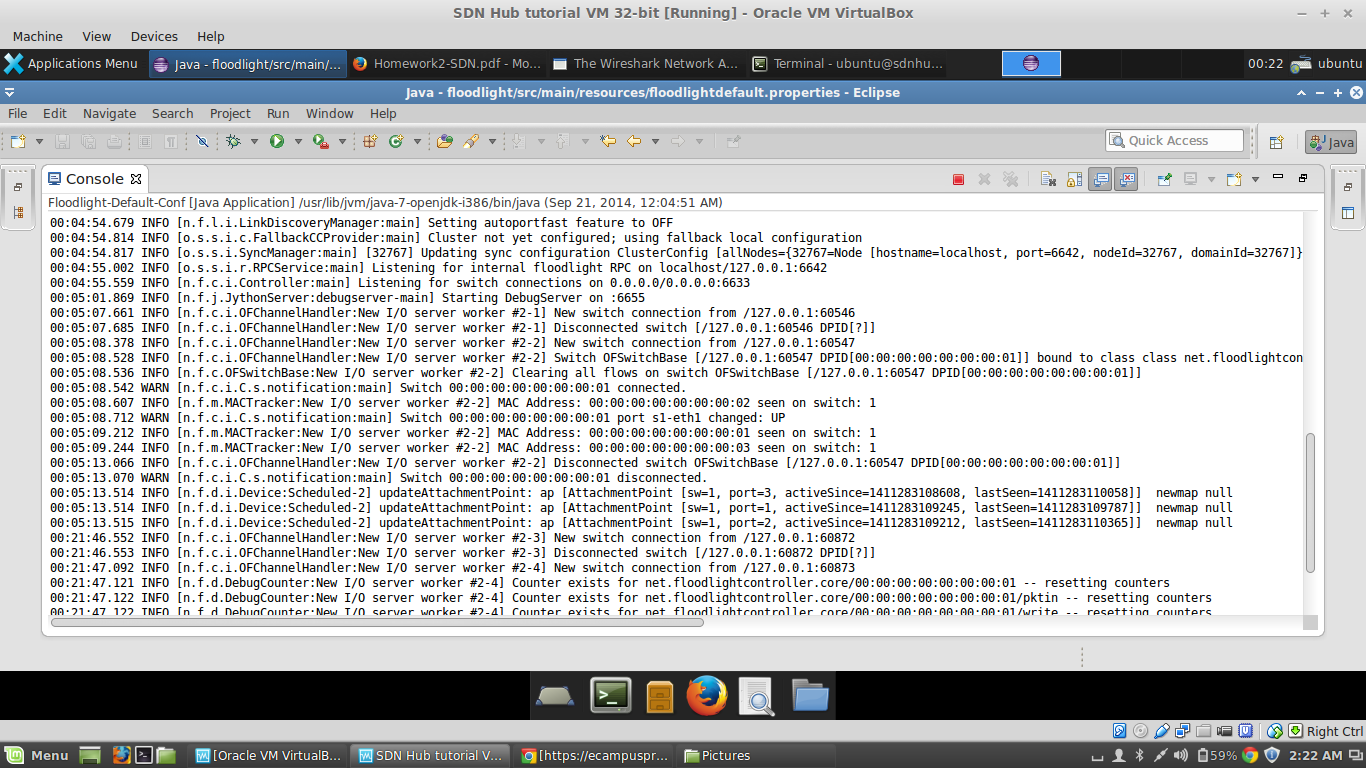 SDN Hub tutorial VM 32-bit [Running] - Oracle VM VirtualBox
Machine View Devices Help
Applications Menu Java - floodlight/src/main/... Homework2-SDN.pdf - Mo... The Wireshark Network A... Terminal - ubuntu@sdnhu... 00:22 ubuntu
Java - floodlight/src/main/resources/floodlightdefault.properties - Eclipse
File Edit Navigate Search Project Run Window Help
Quick Access Java
Console
Floodlight-Default-Conf [Java Application] /usr/lib/jvm/java-7-openjdk-i386/bin/java (Sep 21, 2014, 12:04:51 AM)
00:04:54.679 INFO [n.f.l.i.LinkDiscoveryManager:main] Setting autoportfast feature to OFF
00:04:54.814 INFO [o.s.s.i.c.FallbackCCProvider:main] Cluster not yet configured; using fallback local configuration
00:04:54.817 INFO [o.s.s.i.SyncManager:main] [32767] Updating sync configuration ClusterConfig [allNodes={32767=Node [hostname=localhost, port=6642, nodeId=32767, domainId=32767]}
00:04:55.002 INFO [o.s.s.i.r.RPCService:main] Listening for internal floodlight RPC on localhost/127.0.0.1:6642
00:04:55.559 INFO [n.f.c.i.Controller:main] Listening for switch connections on 0.0.0.0/0.0.0.0:6633
00:05:01.869 INFO [n.f.j.JythonServer:debugserver-main] Starting DebugServer on :6655
00:05:07.661 INFO [n.f.c.i.OFChannelHandler:New I/O server worker #2-1] New switch connection from /127.0.0.1:60546
00:05:07.685 INFO [n.f.c.i.OFChannelHandler:New I/O server worker #2-1] Disconnected switch [/127.0.0.1:60546 DPID[?]]
00:05:08.378 INFO [n.f.c.i.OFChannelHandler:New I/O server worker #2-2] New switch connection from /127.0.0.1:60547
00:05:08.528 INFO [n.f.c.i.OFChannelHandler:New I/O server worker #2-2] Switch OFSwitchBase [/127.0.0.1:60547 DPID[00:00:00:00:00:00:00:01]] bound to class class net.floodlightcon
00:05:08.536 INFO [n.f.c.OFSwitchBase:New I/O server worker #2-2] Clearing all flows on switch OFSwitchBase [/127.0.0.1:60547 DPID[00:00:00:00:00:00:00:01]]
00:05:08.542 WARN [n.f.c.i.C.s.notification:main] Switch 00:00:00:00:00:00:00:01 connected.
00:05:08.607 INFO [n.f.m.MACTracker:New I/O server worker #2-2] MAC Address: 00:00:00:00:00:00:00:02 seen on switch: 1
00:05:08.712 WARN [n.f.c.i.C.s.notification:main] Switch 00:00:00:00:00:00:00:01 port s1-eth1 changed: UP
00:05:09.212 INFO [n.f.m.MACTracker:New I/O server worker #2-2] MAC Address: 00:00:00:00:00:00:00:01 seen on switch: 1
00:05:09.244 INFO [n.f.m.MACTracker:New I/O server worker #2-2] MAC Address: 00:00:00:00:00:00:00:03 seen on switch: 1
00:05:13.066 INFO [n.f.c.i.OFChannelHandler:New I/O server worker #2-2] Disconnected switch OFSwitchBase [/127.0.0.1:60547 DPID[00:00:00:00:00:00:00:01]]
00:05:13.070 WARN [n.f.c.i.C.s.notification:main] Switch 00:00:00:00:00:00:00:01 disconnected.
00:05:13.514 INFO [n.f.d.i.Device:Scheduled-2] updateAttachmentPoint: ap [AttachmentPoint [sw=1, port=3, activeSince=1411283108608, lastSeen=1411283110058]] newmap null
00:05:13.514 INFO [n.f.d.i.Device:Scheduled-2] updateAttachmentPoint: ap [AttachmentPoint [sw=1, port=1, activeSince=1411283109245, lastSeen=1411283109787]] newmap null
00:05:13.515 INFO [n.f.d.i.Device:Scheduled-2] updateAttachmentPoint: ap [AttachmentPoint [sw=1, port=2, activeSince=1411283109212, lastSeen=1411283110365]] newmap null
00:21:46.552 INFO [n.f.c.i.OFChannelHandler:New I/O server worker #2-3] New switch connection from /127.0.0.1:60872
00:21:46.553 INFO [n.f.c.i.OFChannelHandler:New I/O server worker #2-3] Disconnected switch [/127.0.0.1:60872 DPID[?]]
00:21:47.092 INFO [n.f.c.i.OFChannelHandler:New I/O server worker #2-4] New switch connection from /127.0.0.1:60873
00:21:47.121 INFO [n.f.d.DebugCounter:New I/O server worker #2-4] Counter exists for net.floodlightcontroller.core/00:00:00:00:00:00:00:01 -- resetting counters
00:21:47.122 INFO [n.f.d.DebugCounter:New I/O server worker #2-4] Counter exists for net.floodlightcontroller.core/00:00:00:00:00:00:00:01/pktin -- resetting counters
00:21:47.122 INFO [n.f.d.DebugCounter:New I/O server worker #2-4] Counter exists for net.floodlightcontroller.core/00:00:00:00:00:00:00:01/write -- resetting counters
Right Ctrl
Menu [Oracle VM VirtualB... SDN Hub tutorial V... [https://ecampuspr... Pictures 59% 2:22 AM